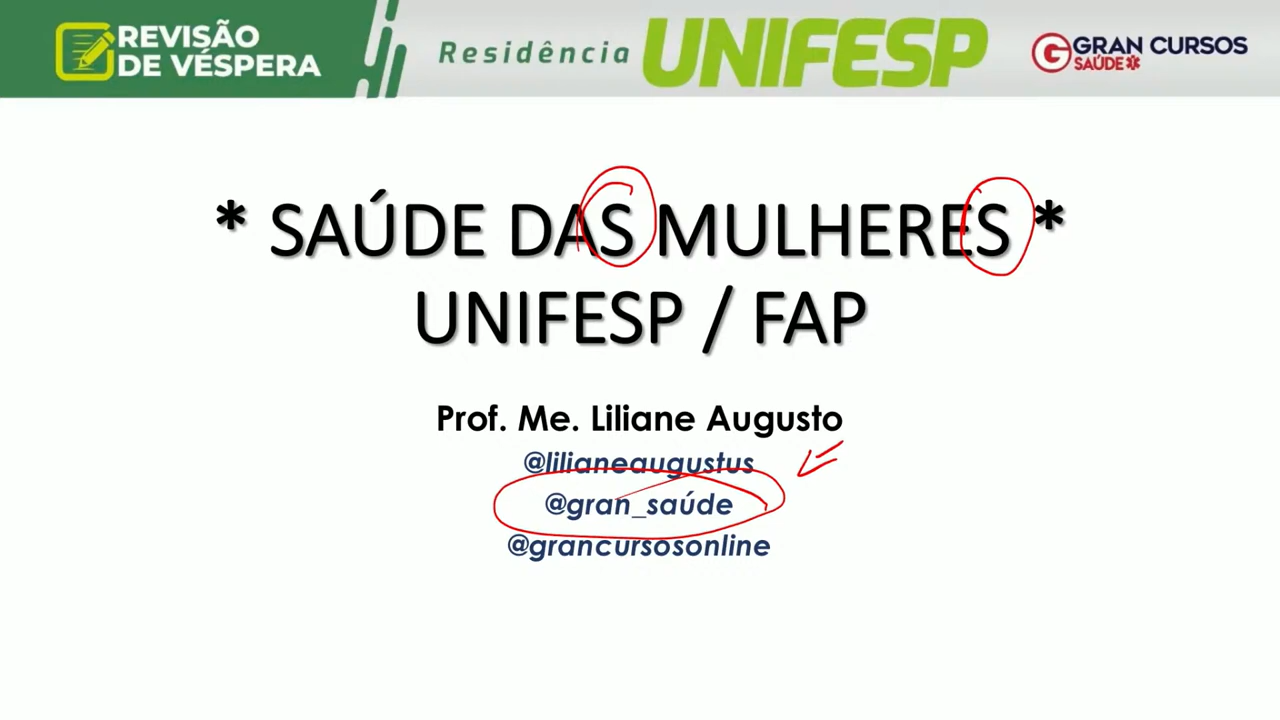 REVISÃO
DE VÉSPERA
Residência UNIFESP
GRAN CURSOS
SAÚDE
* SAÚDE DAS MULHERES *
UNIFESP / FAP
Prof. Me. Liliane Augusto
@lilianeaugustus
@gran_saúde
@grancursosonline